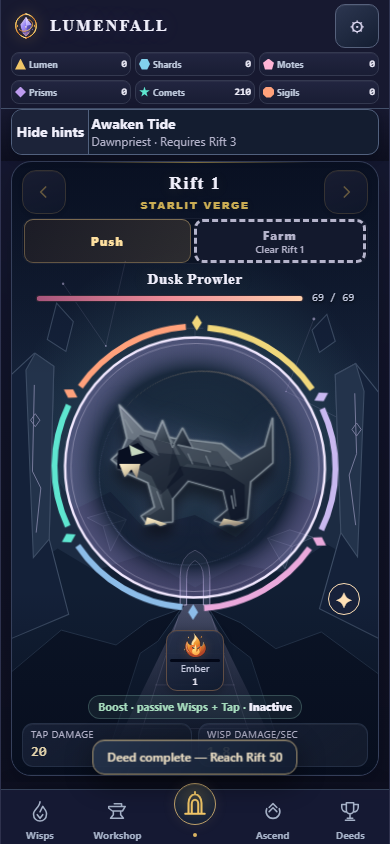 LUMENFALL
Lumen 0
Shards 0
Motes 0
Prisms 0
Comets 210
Sigils 0
Hide hints
Awaken Tide
Dawnpriest · Requires Rift 3
Rift 1
STARLIT VERGE
Push
Farm
Clear Rift 1
Dusk Prowler
69 / 69
Ember
1
Boost · passive Wisps + Tap · Inactive
TAP DAMAGE
20
WISP DAMAGE/SEC
Deed complete — Reach Rift 50
Wisps
Workshop
Ascend
Deeds